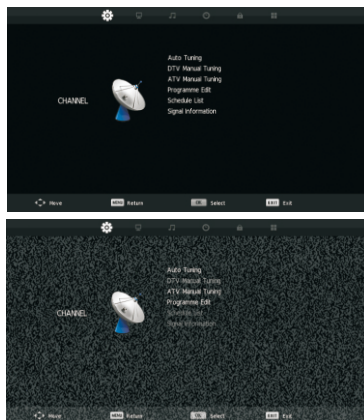 Auto Tuning
DTV Manual Tuning
ATV Manual Tuning
Programme Edit
Schedule List
Signal Information
CHANNEL
Move MENU Return OK Select EXIT Exit
Auto Tuning
DTV Manual Tuning
ATV Manual Tuning
Programme Edit
Schedule List
Signal Information
CHANNEL
Move MENU Return OK Select EXIT Exit